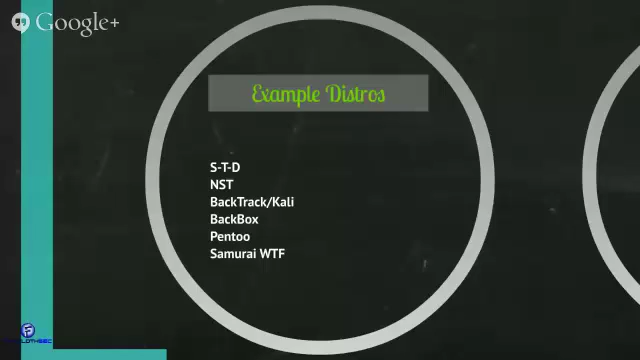 Google+
Example Distros
S-T-D
NST
BackTrack/Kali
BackBox
Pentoo
Samurai WTF